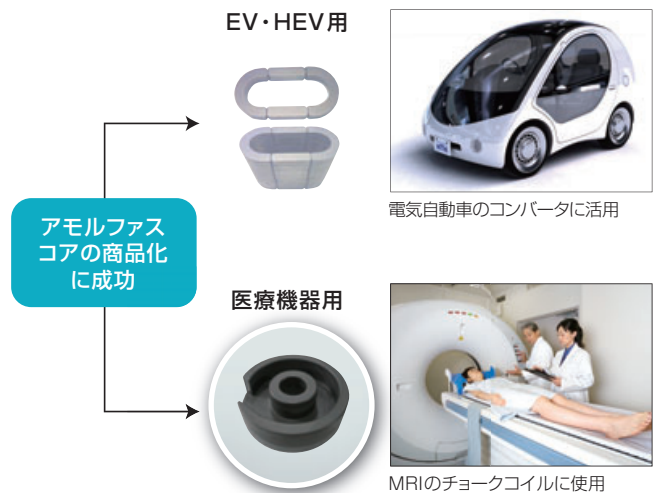 EV・HEV用
電気自動車のコンバータに活用
アモルファス
コアの商品化
に成功
医療機器用
MRIのチョークコイルに使用